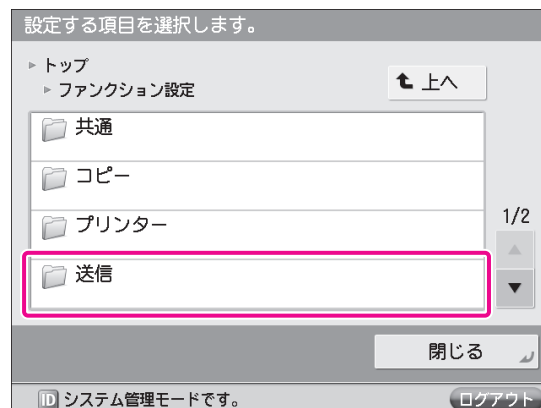 設定する項目を選択します。
トップ
ファンクション設定
上へ
共通
コピー
プリンター
送信
1/2
閉じる
ID システム管理モードです。
ログアウト